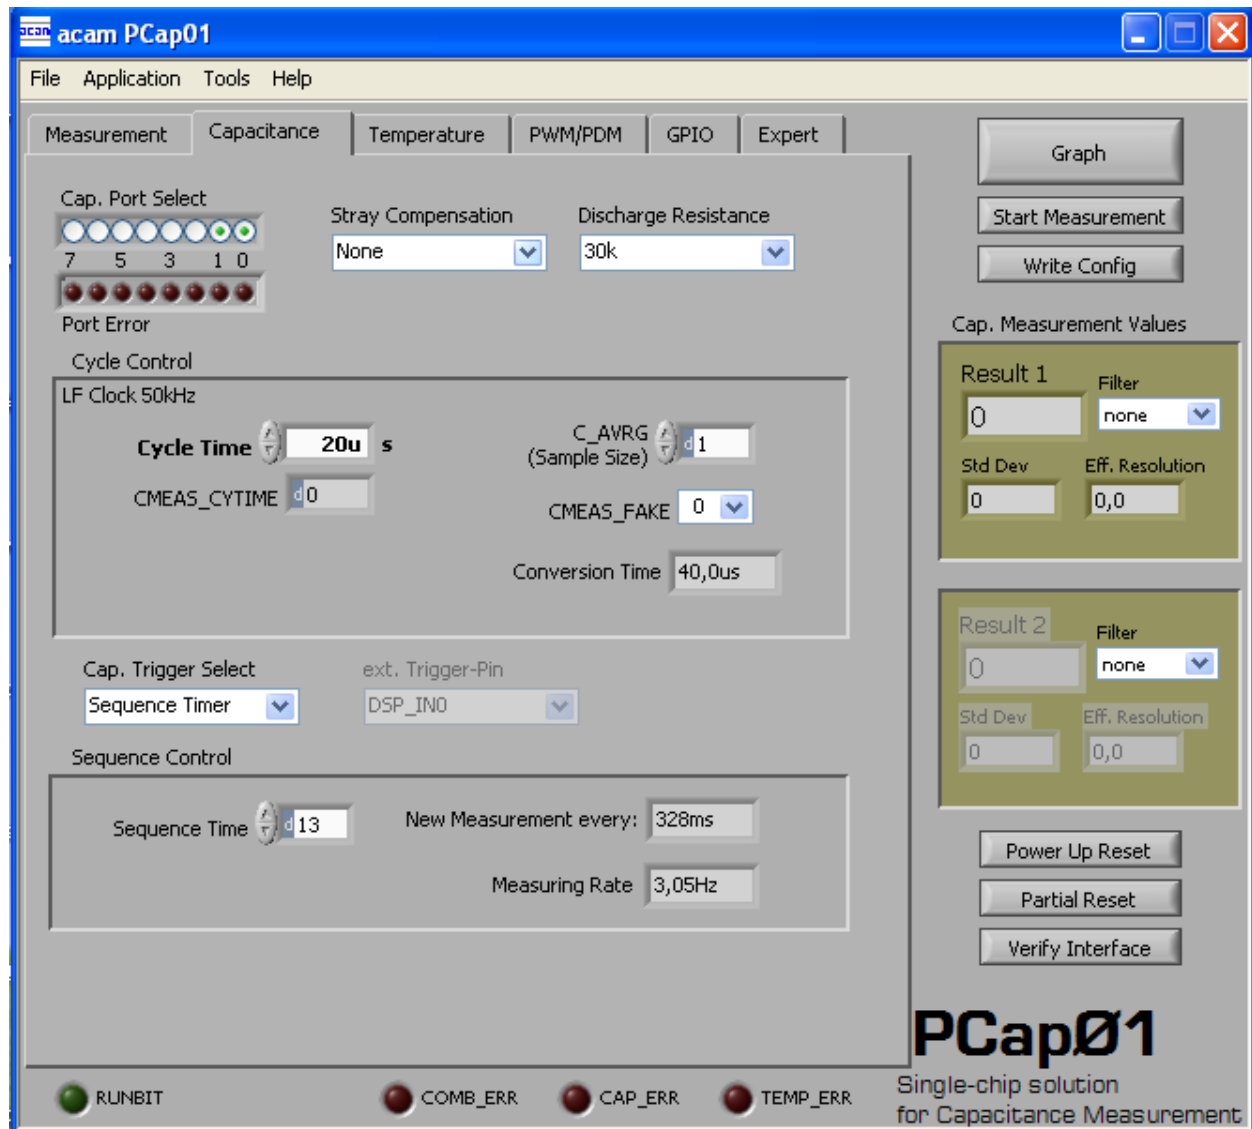 acam acam PCap01
File Application Tools Help
Measurement Capacitance Temperature PWM/PDM GPIO Expert
Cap. Port Select
7 5 3 1 0
Port Error
Stray Compensation
None
Discharge Resistance
30k
Cycle Control
LF Clock 50kHz
Cycle Time 20u s
CMEAS_CYTIME d 0
C_AVRG
(Sample Size) d 1
CMEAS_FAKE 0
Conversion Time 40,0us
Cap. Trigger Select
Sequence Timer
ext. Trigger-Pin
DSP_IN0
Sequence Control
Sequence Time d 13
New Measurement every: 328ms
Measuring Rate 3,05Hz
Graph
Start Measurement
Write Config
Cap. Measurement Values
Result 1 Filter
0 none
Std Dev Eff. Resolution
0 0,0
Result 2 Filter
0 none
Std Dev Eff. Resolution
0 0,0
Power Up Reset
Partial Reset
Verify Interface
PCapØ1
Single-chip solution
for Capacitance Measurement
RUNBIT COMB_ERR CAP_ERR TEMP_ERR